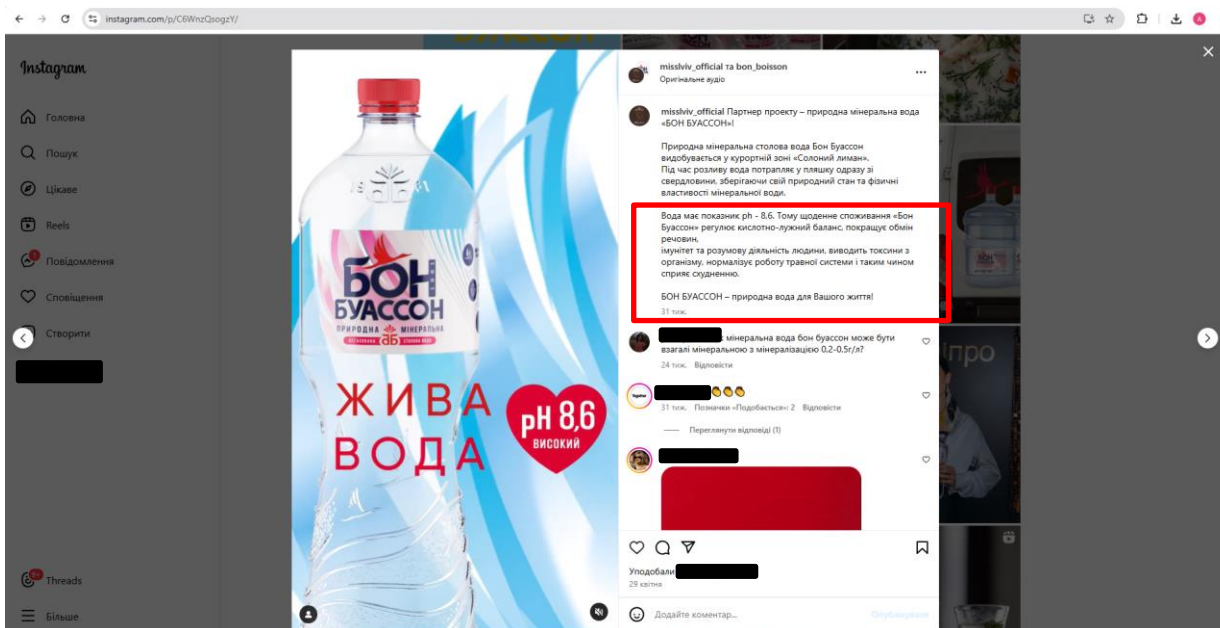 instagram.com/p/C6WnzQsogzY/
Instagram
Головна
Пошук
Цікаве
Reels
Повідомлення
Сповіщення
Створити
9+
Threads
Більше
БОН
БУАССОН
ПРИРОДНА МІНЕРАЛЬНА
аБ
ЖИВА
ВОДА
pH 8,6
ВИСОКИЙ
misslviv_official та bon_boisson
Оригінальне аудіо
misslviv_official Партнер проекту – природна мінеральна вода
«БОН БУАССОН»!
Природна мінеральна столова вода Бон Буассон
видобувається у курортній зоні «Солоний лиман».
Під час розливу вода потрапляє у пляшку одразу зі
свердловини, зберігаючи свій природний стан та фізичні
властивості мінеральної води.
Вода має показник ph - 8,6. Тому щоденне споживання «Бон
Буассон» регулює кислотно-лужний баланс, покращує обмін
речовин,
імунітет та розумову діяльність людини, виводить токсини з
організму, нормалізує роботу травної системи і таким чином
сприяє схудненню.
БОН БУАССОН – природна вода для Вашого життя!
31 тиж.
мінеральна вода бон буассон може бути
взагалі мінеральною з мінералізацією 0,2-0,5г/л?
24 тиж. Відповісти
31 тиж. Позначки «Подобається»: 2 Відповісти
Переглянути відповіді (1)
Уподобали
29 квітня
Додайте коментар...
Опублікувати